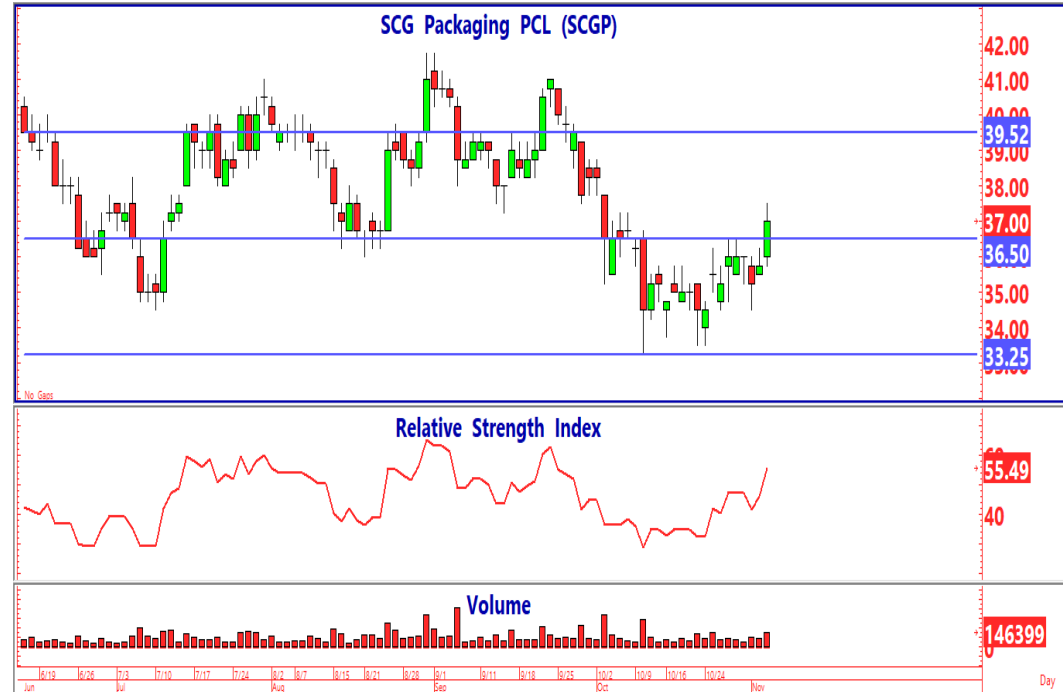 SCG Packaging PCL (SCGP)
42.00
41.00
40.00
39.52
39.00
38.00
37.00
36.50
35.00
34.00
33.25
No Gaps
Relative Strength Index
55.49
40
Volume
146399
0
6/19 6/26 7/3 7/10 7/17 7/24 8/2 8/7 8/15 8/21 8/28 9/1 9/11 9/18 9/25 10/2 10/9 10/16 10/24
Jun Jul Aug Sep Oct Nov
Day